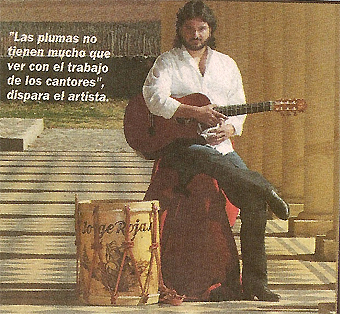 "Las plumas no
tienen mucho que
ver con el trabajo
de los cantores",
dispara el artista.
Jorge Rojas